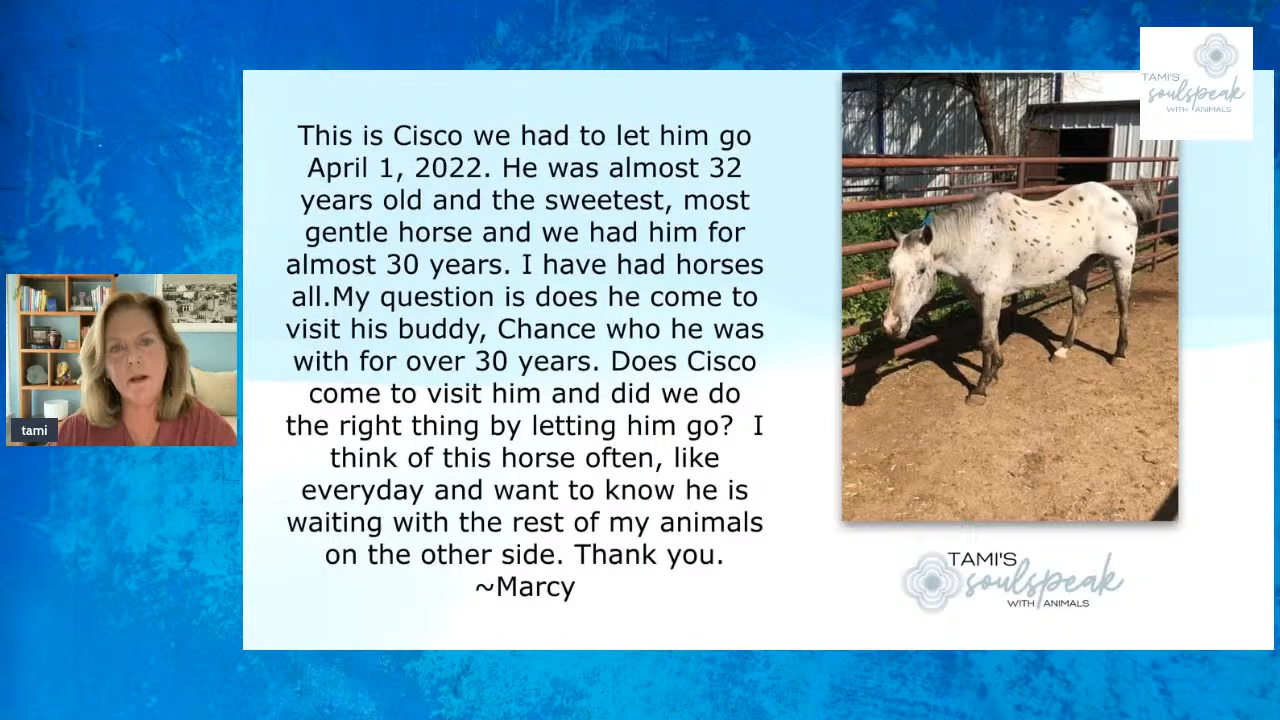 TAMI'S
soulspeak
WITH ANIMALS
This is Cisco we had to let him go
April 1, 2022. He was almost 32
years old and the sweetest, most
gentle horse and we had him for
almost 30 years. I have had horses
all.My question is does he come to
visit his buddy, Chance who he was
with for over 30 years. Does Cisco
come to visit him and did we do
the right thing by letting him go?  I
think of this horse often, like
everyday and want to know he is
waiting with the rest of my animals
on the other side. Thank you.
~Marcy
tami
TAMI'S
soulspeak
WITH ANIMALS